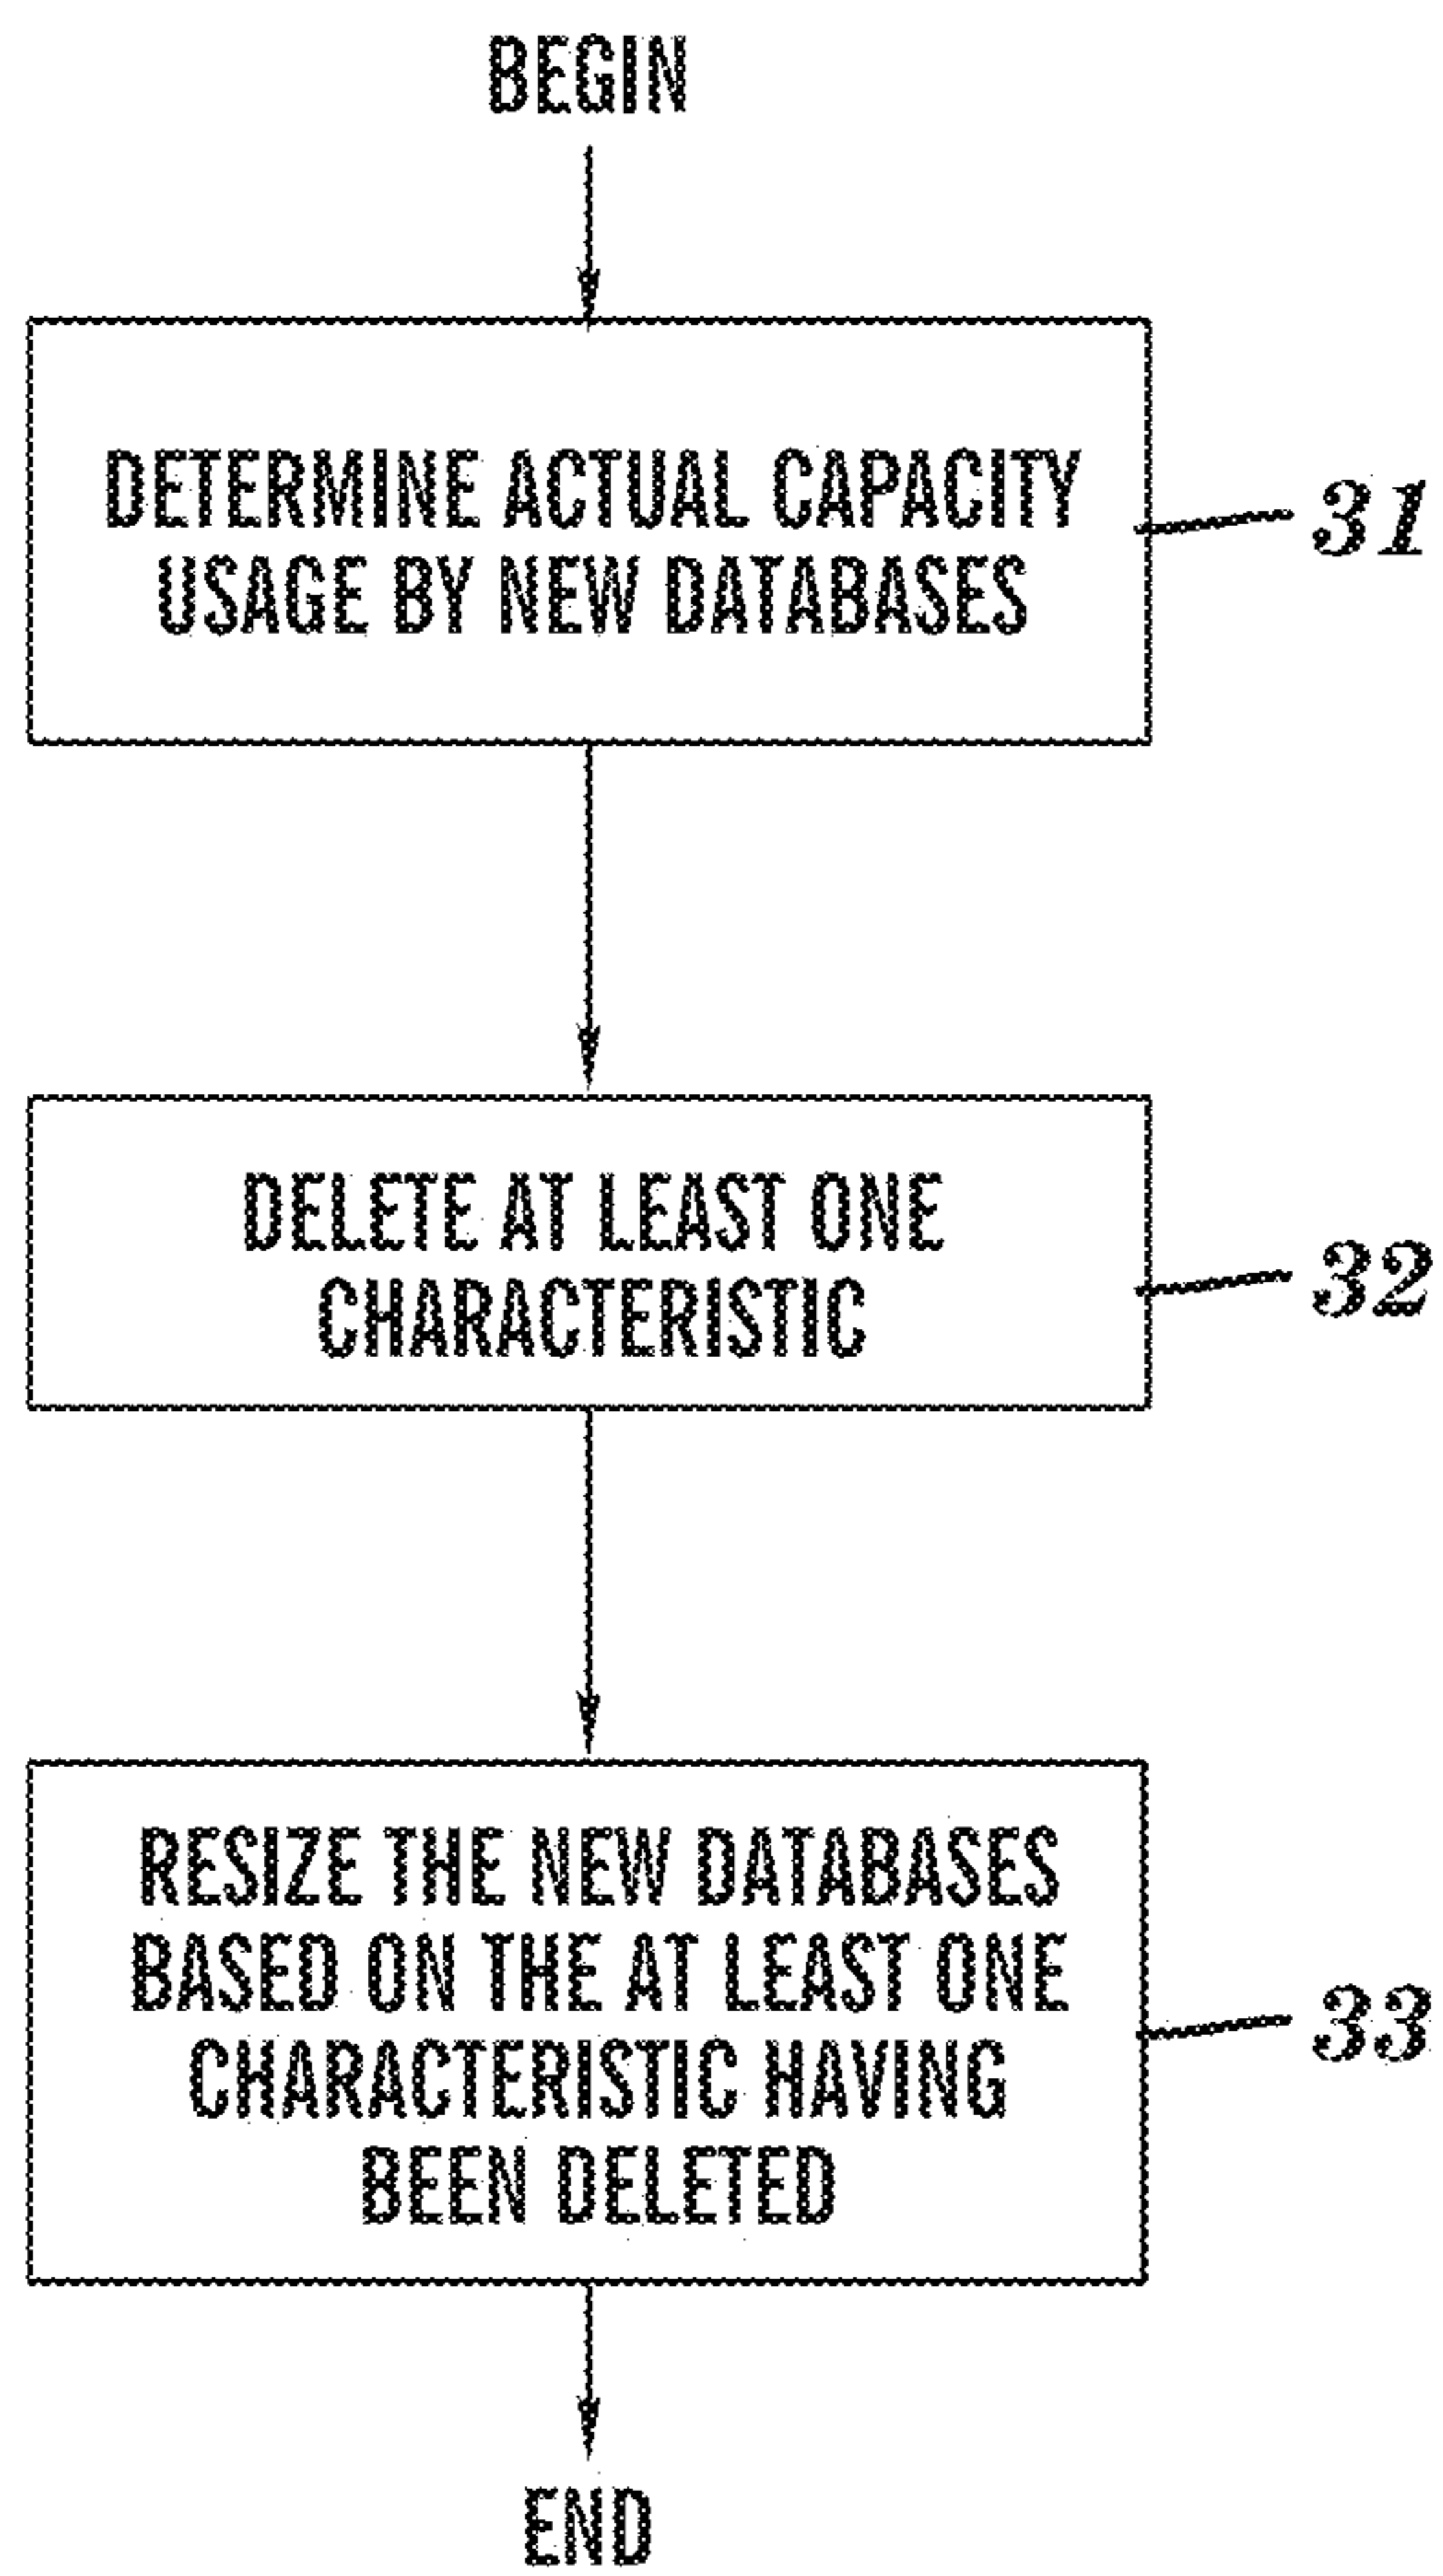 BEGIN
DETERMINE ACTUAL CAPACITY
USAGE BY NEW DATABASES
31
DELETE AT LEAST ONE
CHARACTERISTIC
32
RESIZE THE NEW DATABASES
BASED ON THE AT LEAST ONE
CHARACTERISTIC HAVING
BEEN DELETED
33
END